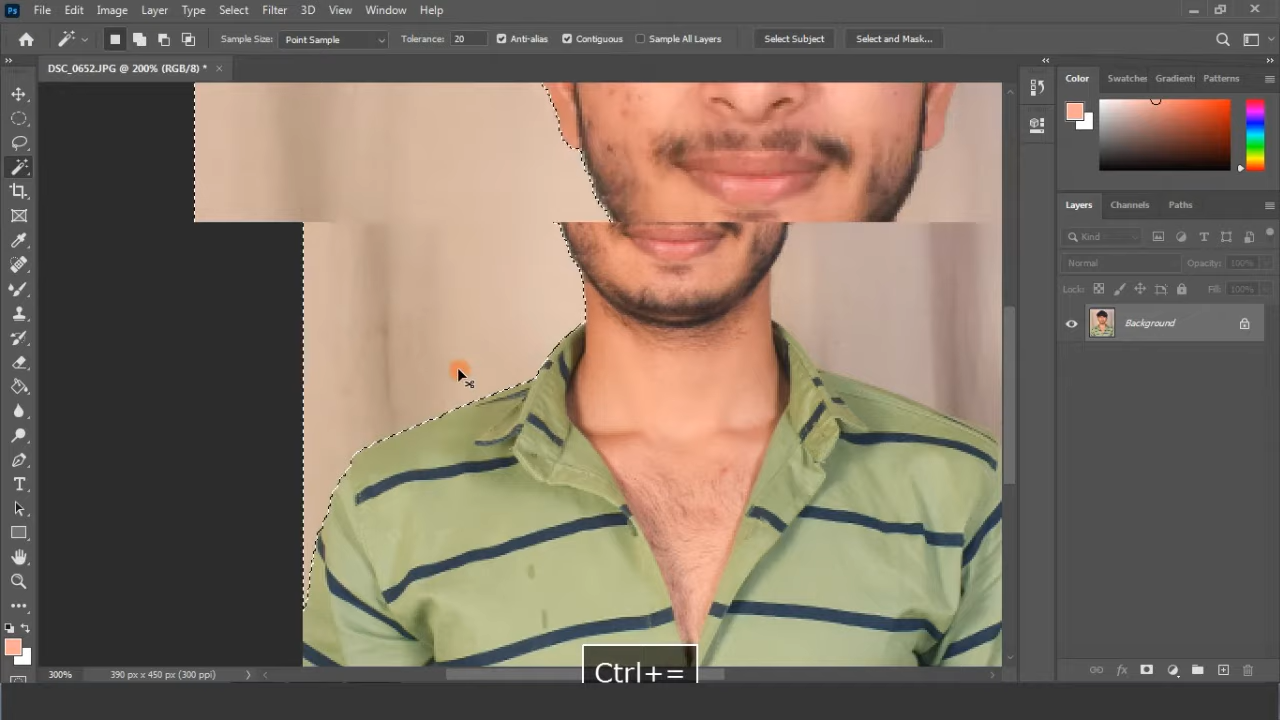 Ps File Edit Image Layer Type Select Filter 3D View Window Help
Sample Size: Point Sample Tolerance: 20 Anti-alias Contiguous Sample All Layers Select Subject Select and Mask...
DSC_0652.JPG @ 200% (RGB/8) * ×
Color Swatches Gradients Patterns
Layers Channels Paths
Kind
Normal Opacity: 100%
Lock: Fill: 100%
Background
fx
Ctrl+=
300% 390 px x 450 px (300 ppi)